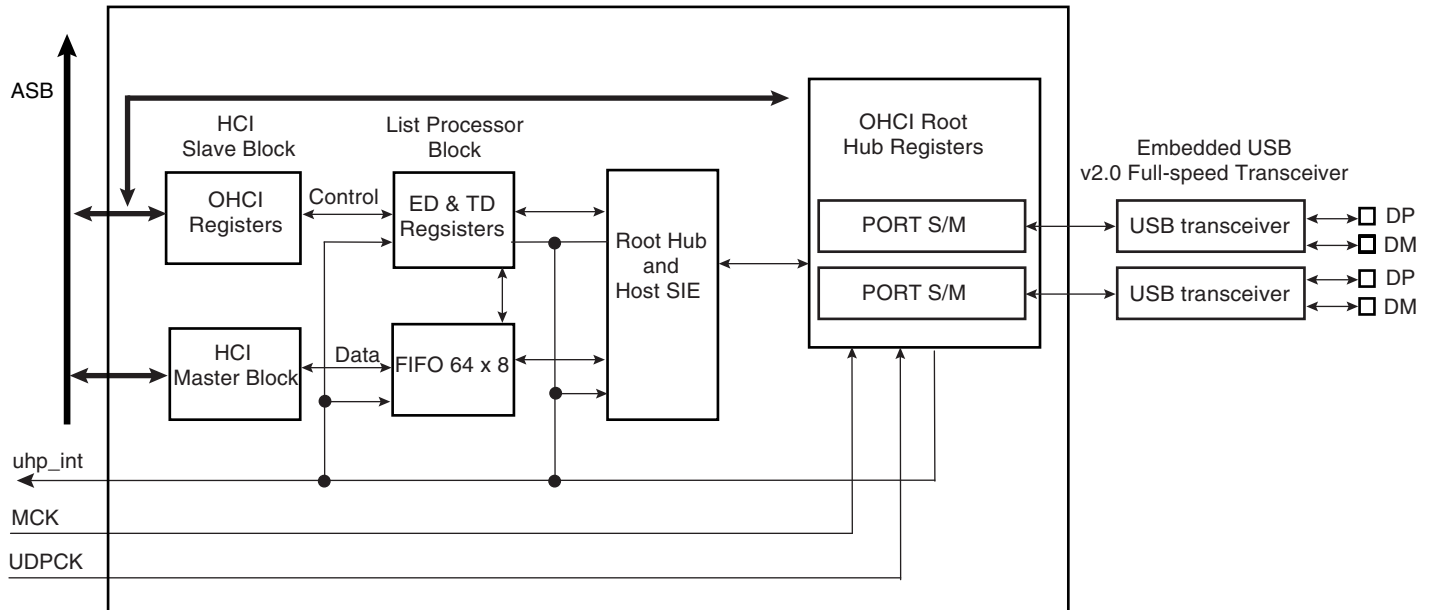 ASB
HCI
Slave Block
List Processor
Block
OHCI
Registers
Control
ED & TD
Regsisters
Root Hub
and
Host SIE
HCI
Master Block
Data
FIFO 64 x 8
OHCI Root
Hub Registers
PORT S/M
PORT S/M
Embedded USB
v2.0 Full-speed Transceiver
USB transceiver
USB transceiver
DP
DM
DP
DM
uhp_int
MCK
UDPCK